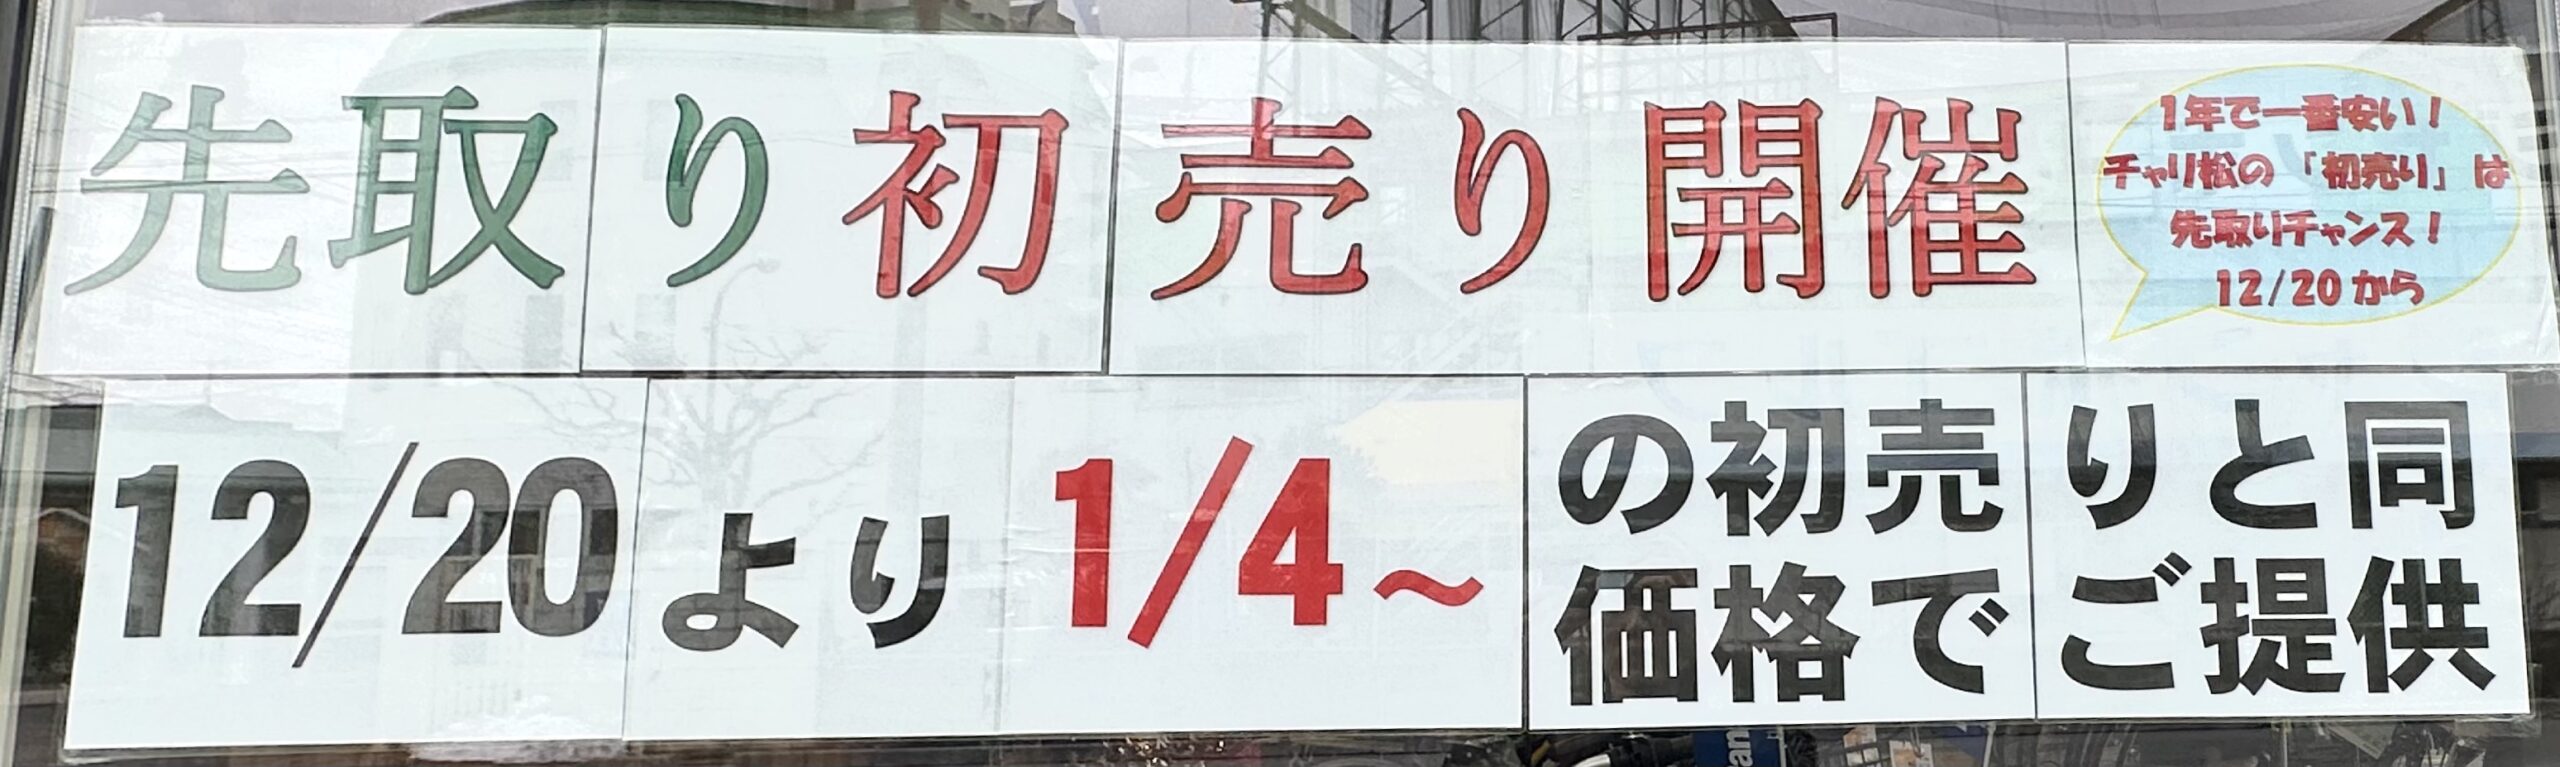 先取り初売り開催
1年で一番安い！
チャリ松の「初売り」は
先取りチャンス！
12/20から
12/20より1/4～
の初売りと同
価格でご提供